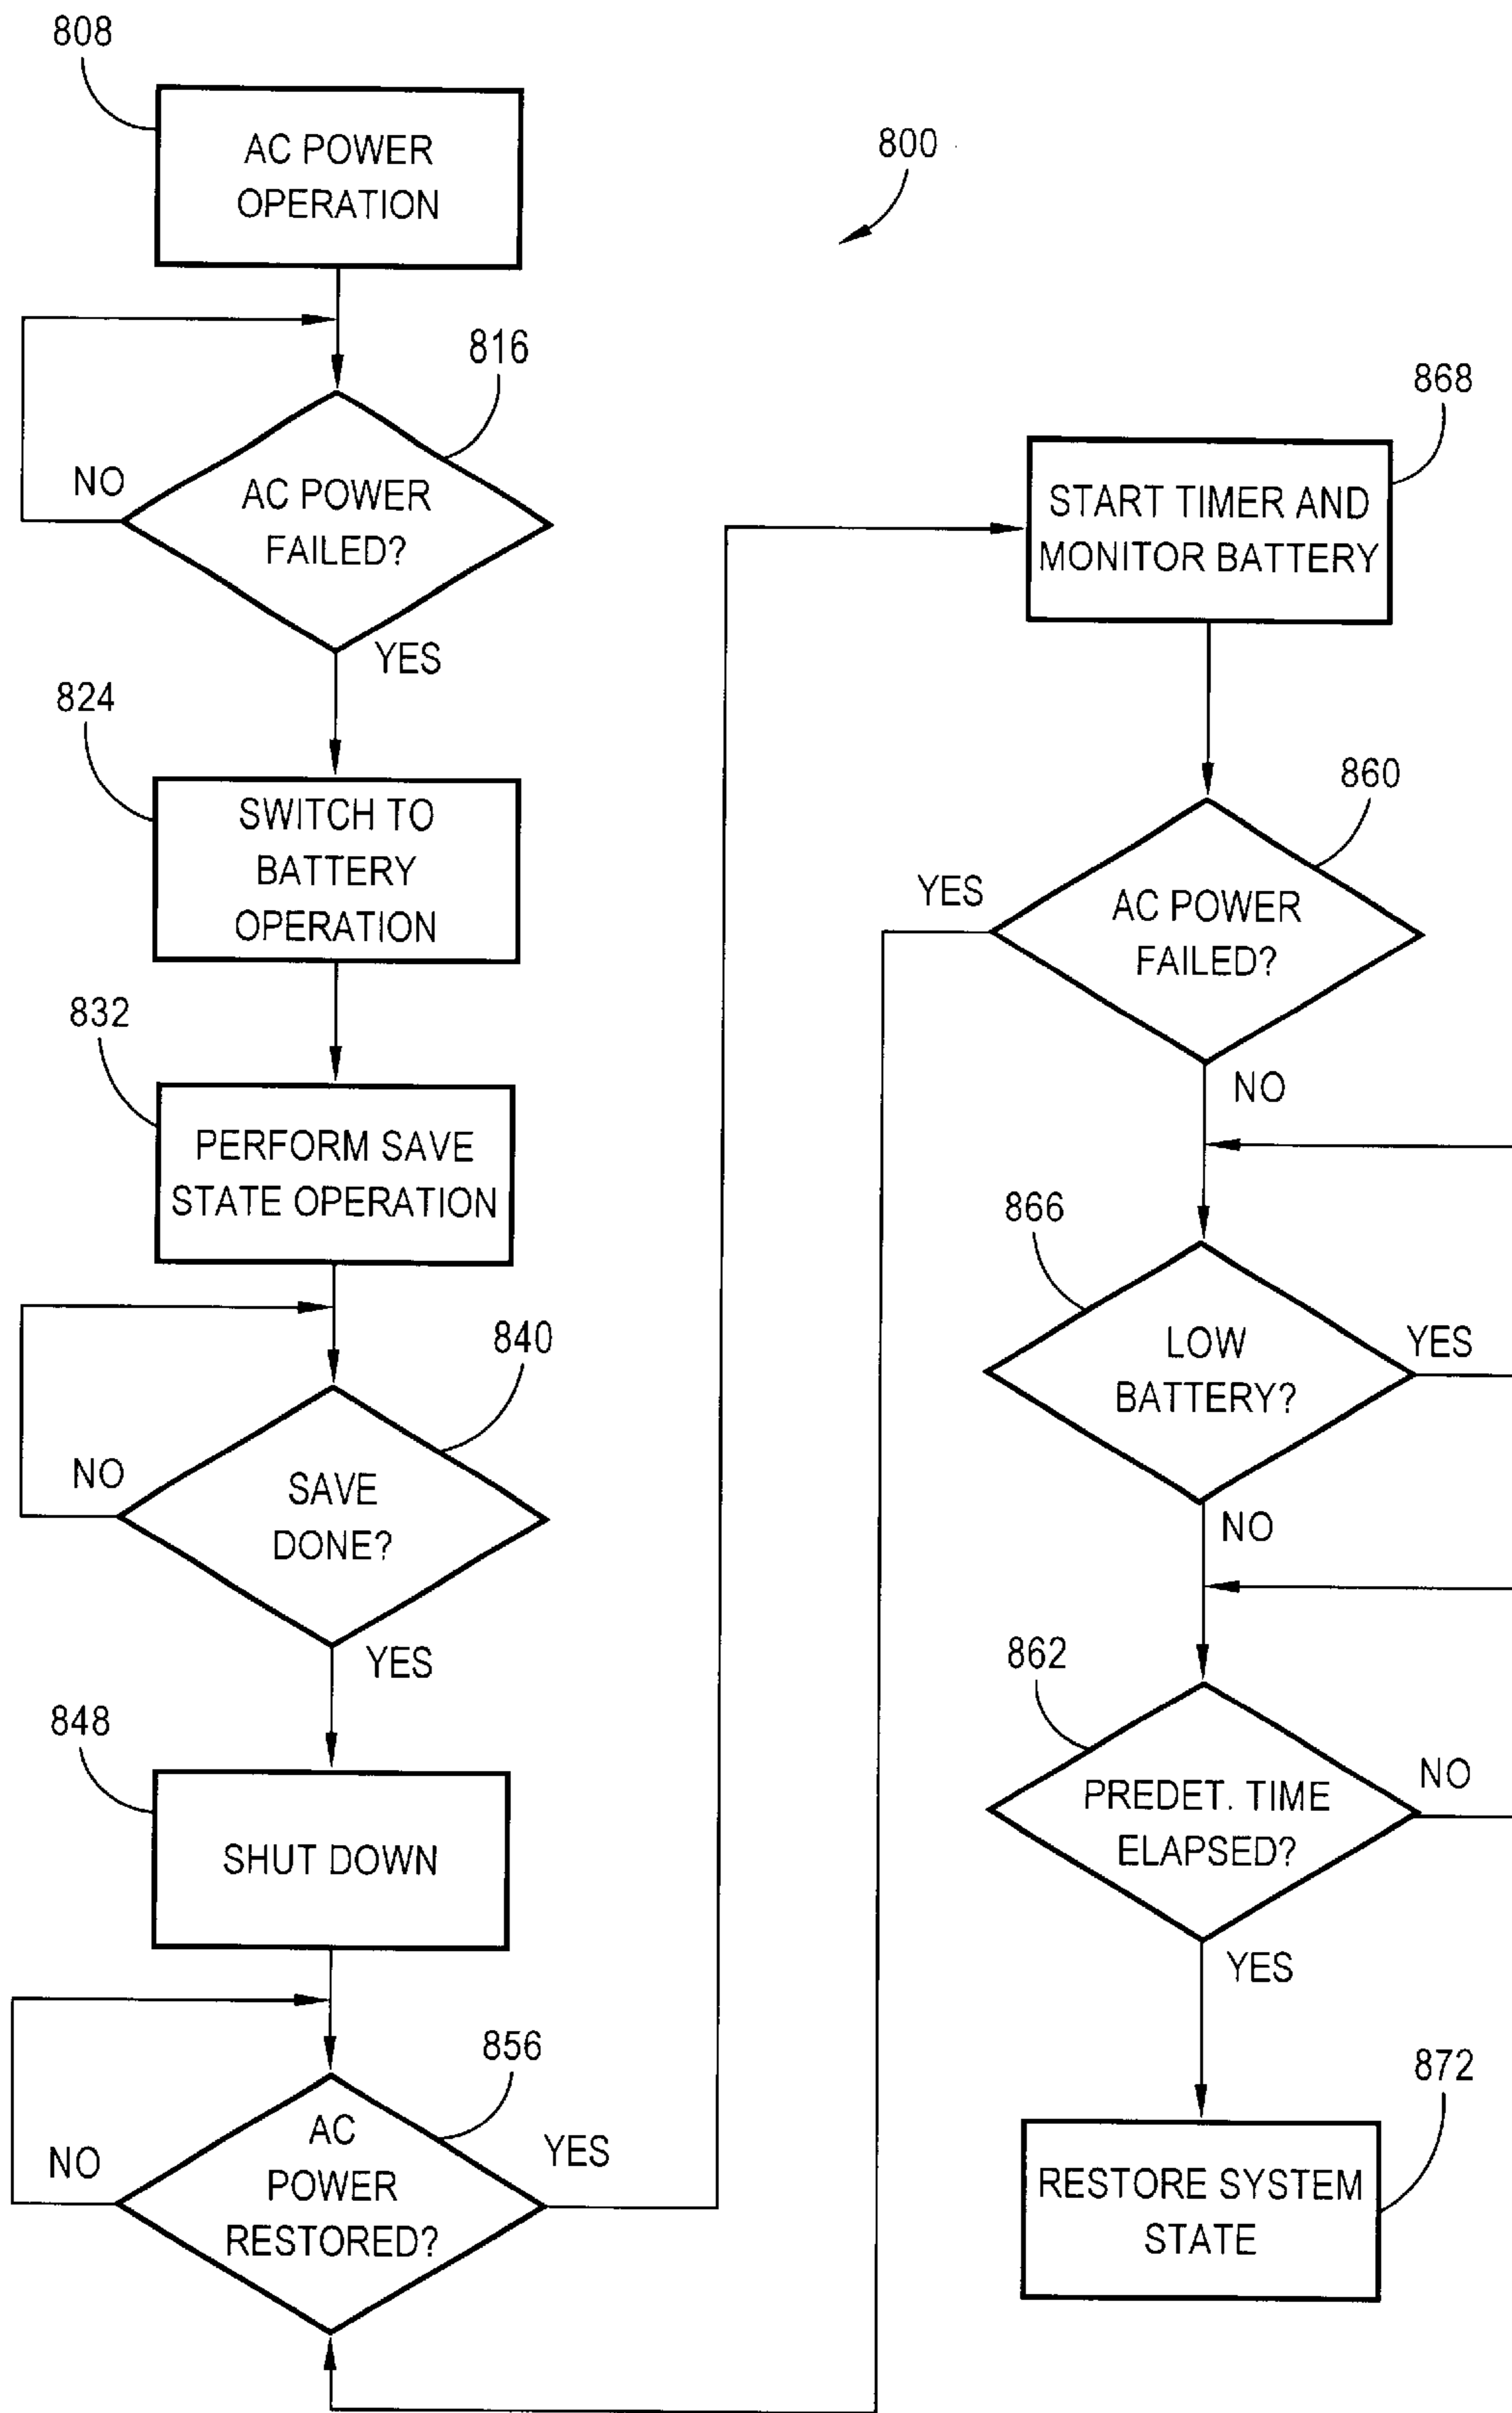 808
AC POWER
OPERATION
800
816
NO
AC POWER
FAILED?
YES
824
SWITCH TO
BATTERY
OPERATION
832
PERFORM SAVE
STATE OPERATION
840
NO
SAVE
DONE?
YES
848
SHUT DOWN
856
NO
AC
POWER
RESTORED?
YES
868
START TIMER AND
MONITOR BATTERY
860
YES
AC POWER
FAILED?
NO
866
LOW
BATTERY?
YES
NO
862
PREDET. TIME
ELAPSED?
NO
YES
872
RESTORE SYSTEM
STATE